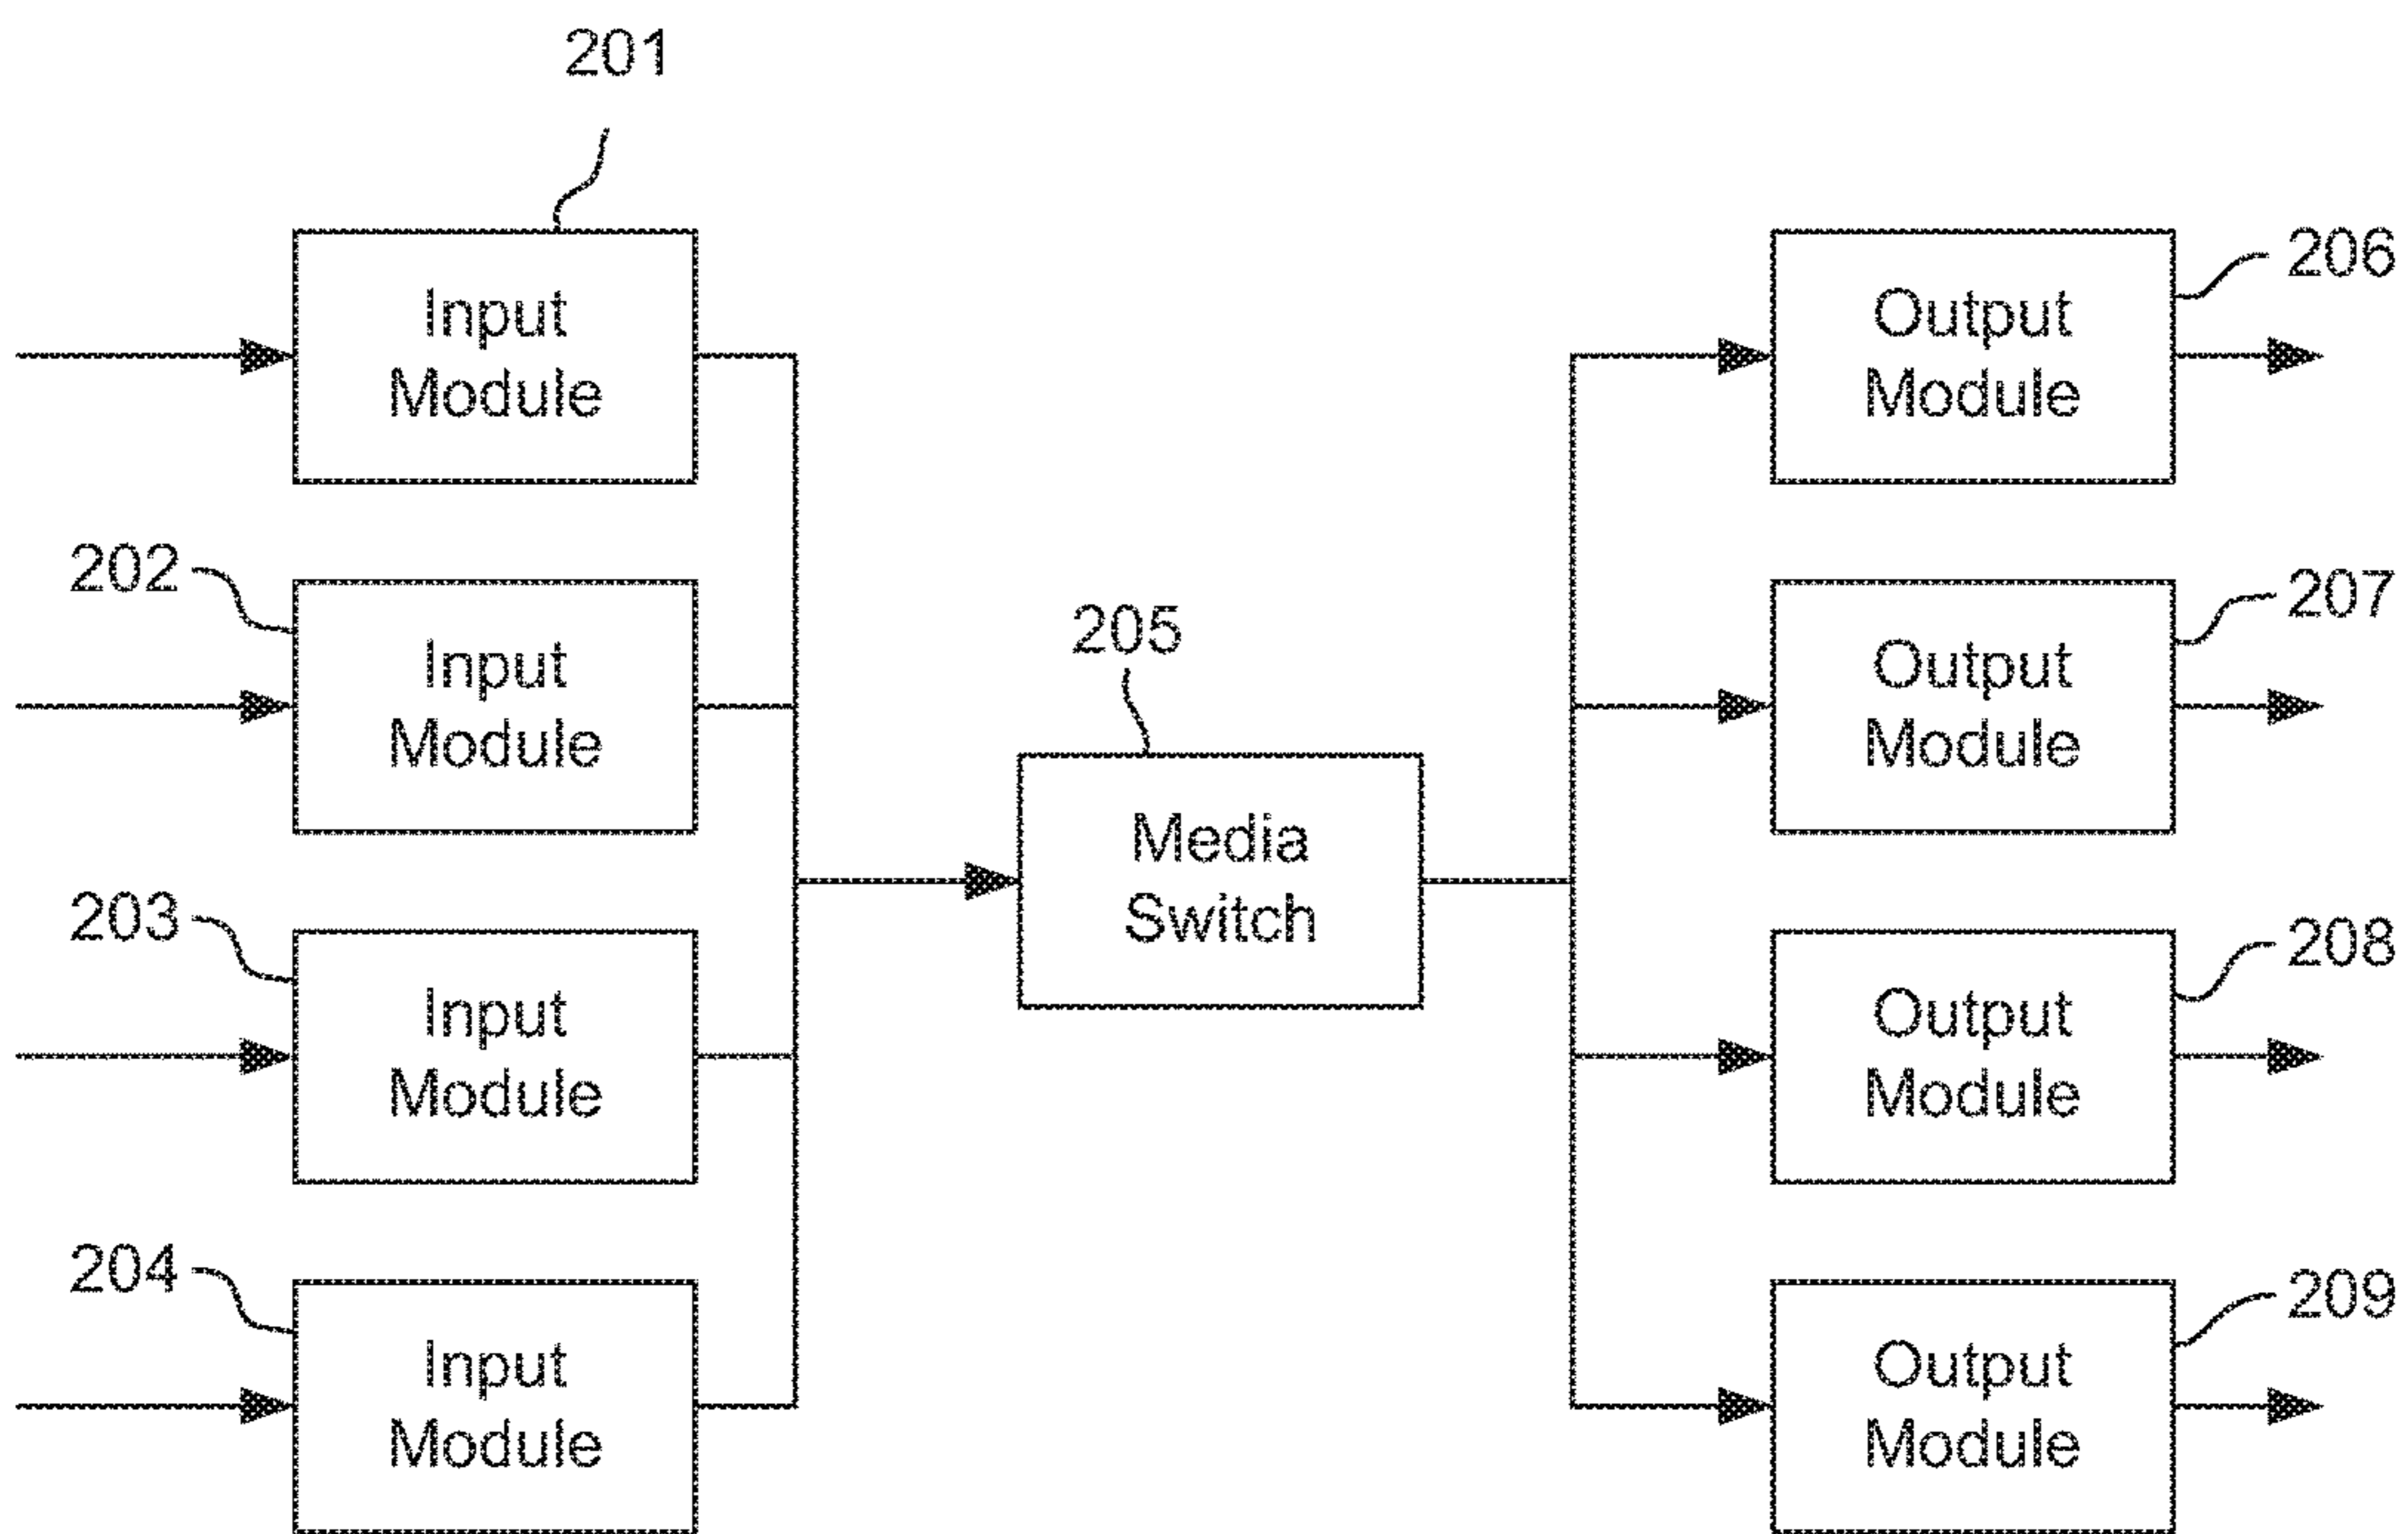 201
Input
Module
202
Input
Module
203
Input
Module
204
Input
Module
205
Media
Switch
206
Output
Module
207
Output
Module
208
Output
Module
209
Output
Module